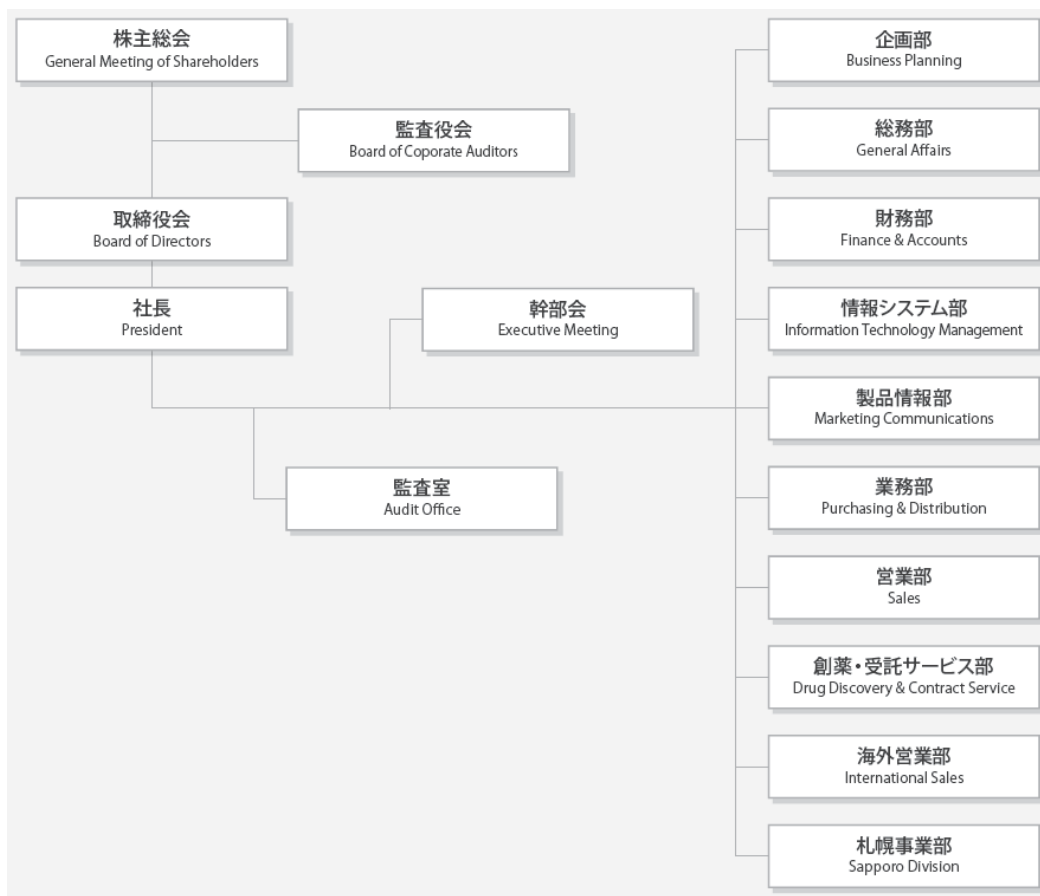 株主総会
General Meeting of Shareholders
監査役会
Board of Coporate Auditors
取締役会
Board of Directors
社長
President
幹部会
Executive Meeting
監査室
Audit Office
企画部
Business Planning
総務部
General Affairs
財務部
Finance & Accounts
情報システム部
Information Technology Management
製品情報部
Marketing Communications
業務部
Purchasing & Distribution
営業部
Sales
創薬・受託サービス部
Drug Discovery & Contract Service
海外営業部
International Sales
札幌事業部
Sapporo Division